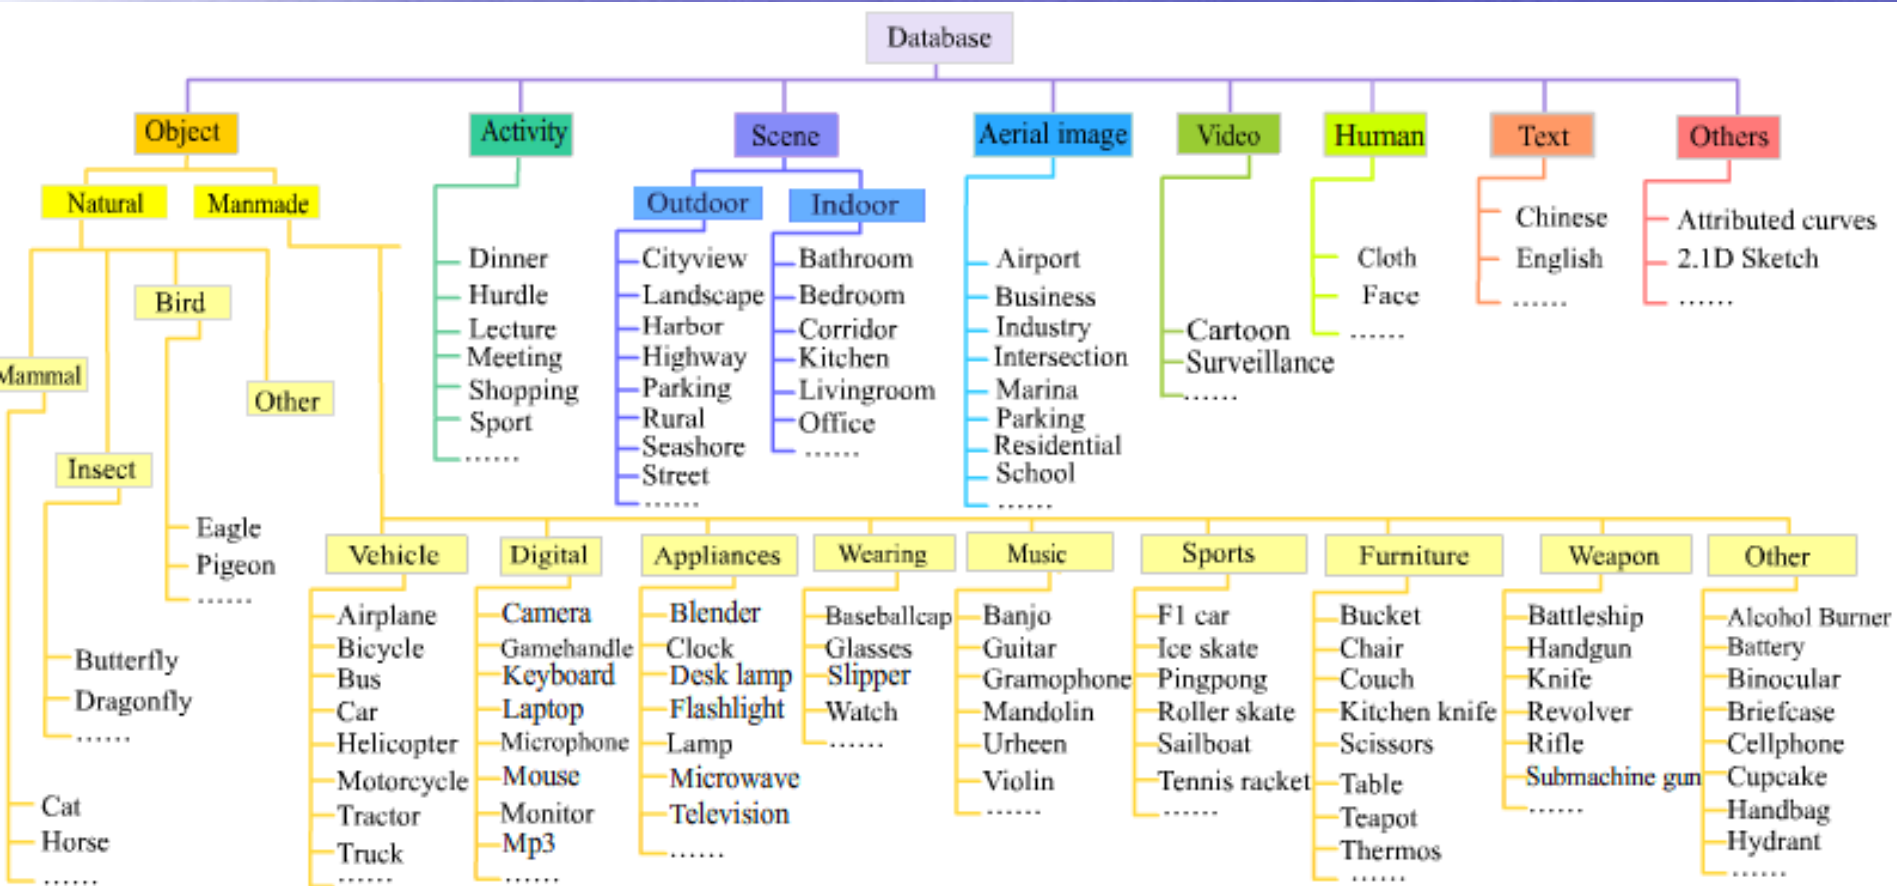 Database
Object
Activity
Scene
Aerial image
Video
Human
Text
Others
Natural
Manmade
Mammal
Cat
Horse
......
Insect
Butterfly
Dragonfly
......
Bird
Eagle
Pigeon
......
Other
Dinner
Hurdle
Lecture
Meeting
Shopping
Sport
......
Outdoor
Cityview
Landscape
Harbor
Highway
Parking
Rural
Seashore
Street
......
Indoor
Bathroom
Bedroom
Corridor
Kitchen
Livingroom
Office
......
Airport
Business
Industry
Intersection
Marina
Parking
Residential
School
......
Cartoon
Surveillance
......
Cloth
Face
......
Chinese
English
......
Attributed curves
2.1D Sketch
......
Vehicle
Airplane
Bicycle
Bus
Car
Helicopter
Motorcycle
Tractor
Truck
......
Digital
Camera
Gamehandle
Keyboard
Laptop
Microphone
Mouse
Monitor
Mp3
......
Appliances
Blender
Clock
Desk lamp
Flashlight
Lamp
Microwave
Television
......
Wearing
Baseballcap
Glasses
Slipper
Watch
......
Music
Banjo
Guitar
Gramophone
Mandolin
Urheen
Violin
......
Sports
F1 car
Ice skate
Pingpong
Roller skate
Sailboat
Tennis racket
......
Furniture
Bucket
Chair
Couch
Kitchen knife
Scissors
Table
Teapot
Thermos
......
Weapon
Battleship
Handgun
Knife
Revolver
Rifle
Submachine gun
......
Other
Alcohol Burner
Battery
Binocular
Briefcase
Cellphone
Cupcake
Handbag
Hydrant
......